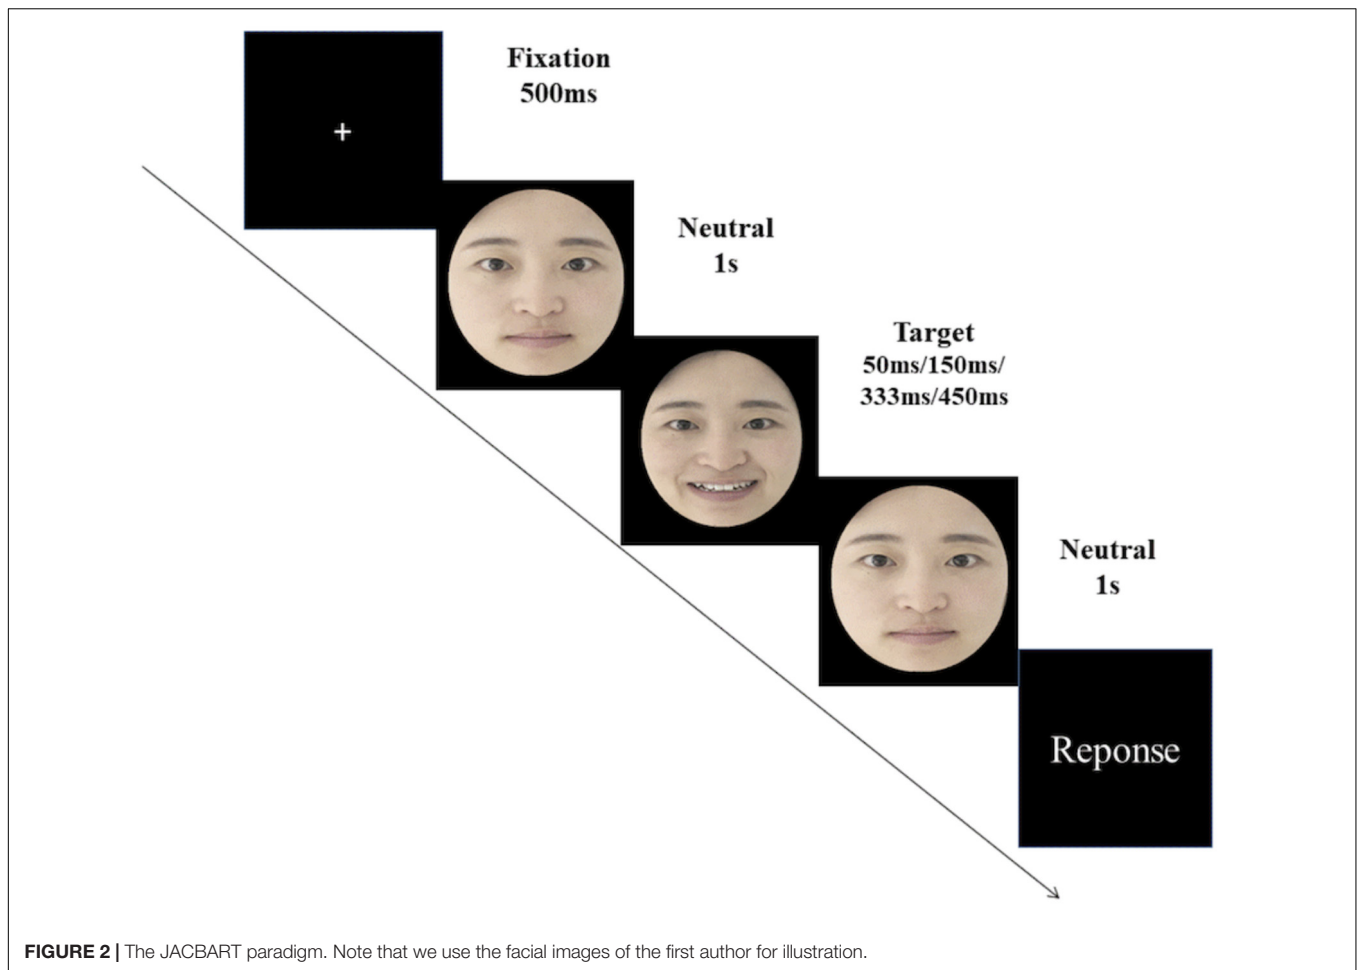 Fixation
500ms
+
Neutral
1s
Target
50ms/150ms/
333ms/450ms
Neutral
1s
Reponse
FIGURE 2 | The JACBART paradigm. Note that we use the facial images of the first author for illustration.